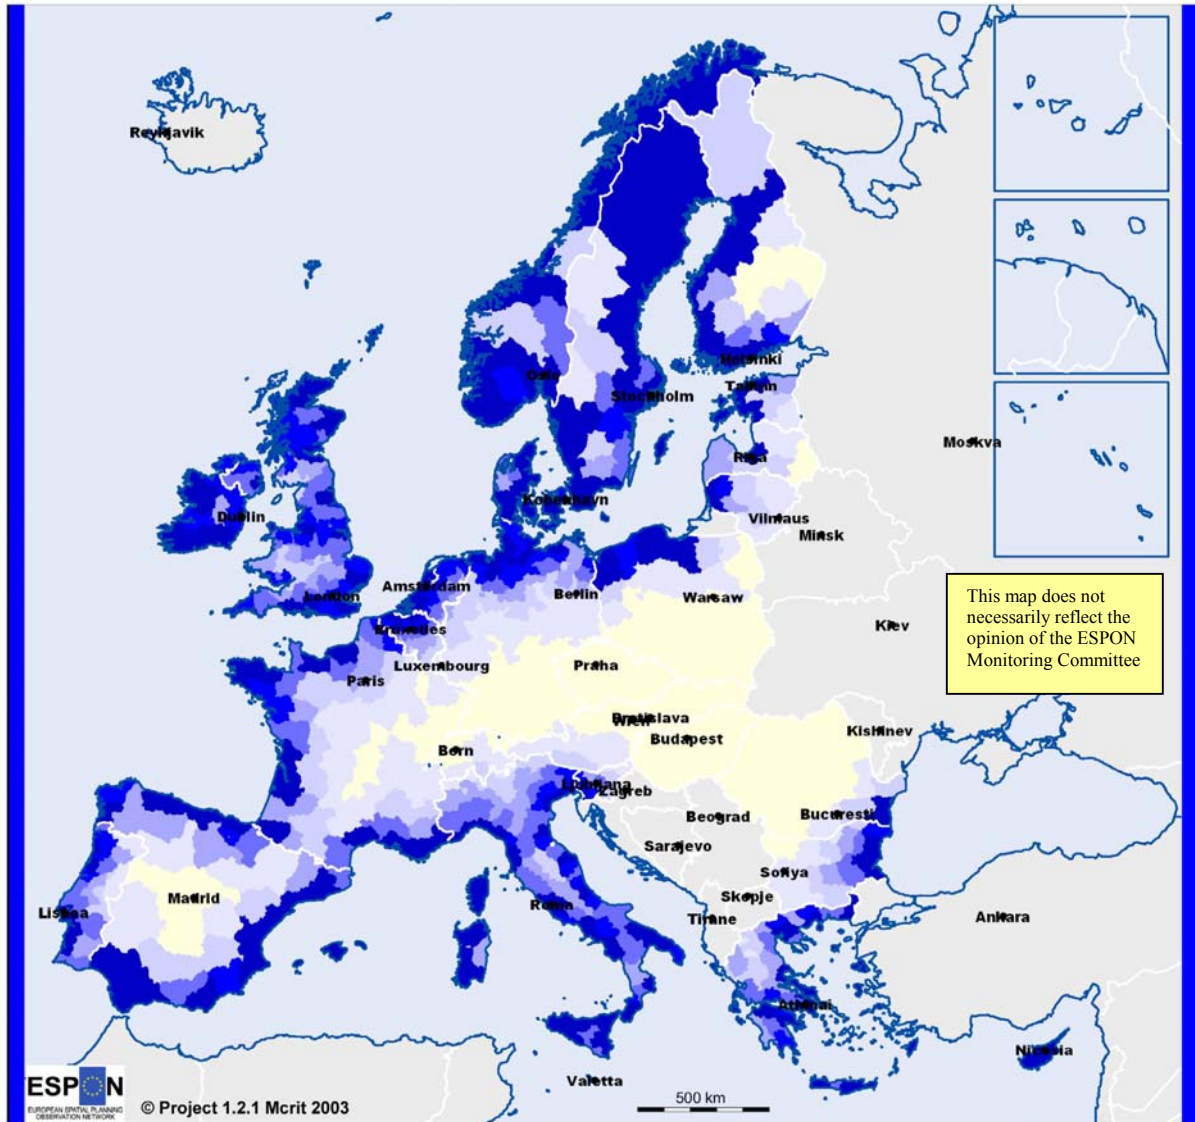 Reykjavik
Helsinki
Oslo
Tallinn
Stockholm
Moskva
Riga
Kobenhavn
Dublin
Vilniaus
Minsk
Amsterdam
Berlin
Warsaw
London
This map does not
necessarily reflect the
opinion of the ESPON
Monitoring Committee
Kiev
Bruxelles
Luxembourg
Praha
Paris
Bratislava
Wien
Kishinev
Budapest
Bern
Ljubljana
Zagreb
Beograd
Bucuresti
Sarajevo
Sofiya
Madrid
Skopje
Lisboa
Roma
Tirane
Ankara
Athinai
Nicosia
Valetta
500 km
ESPON
EUROPEAN SPATIAL PLANNING
OBSERVATION NETWORK
© Project 1.2.1 Mcrit 2003